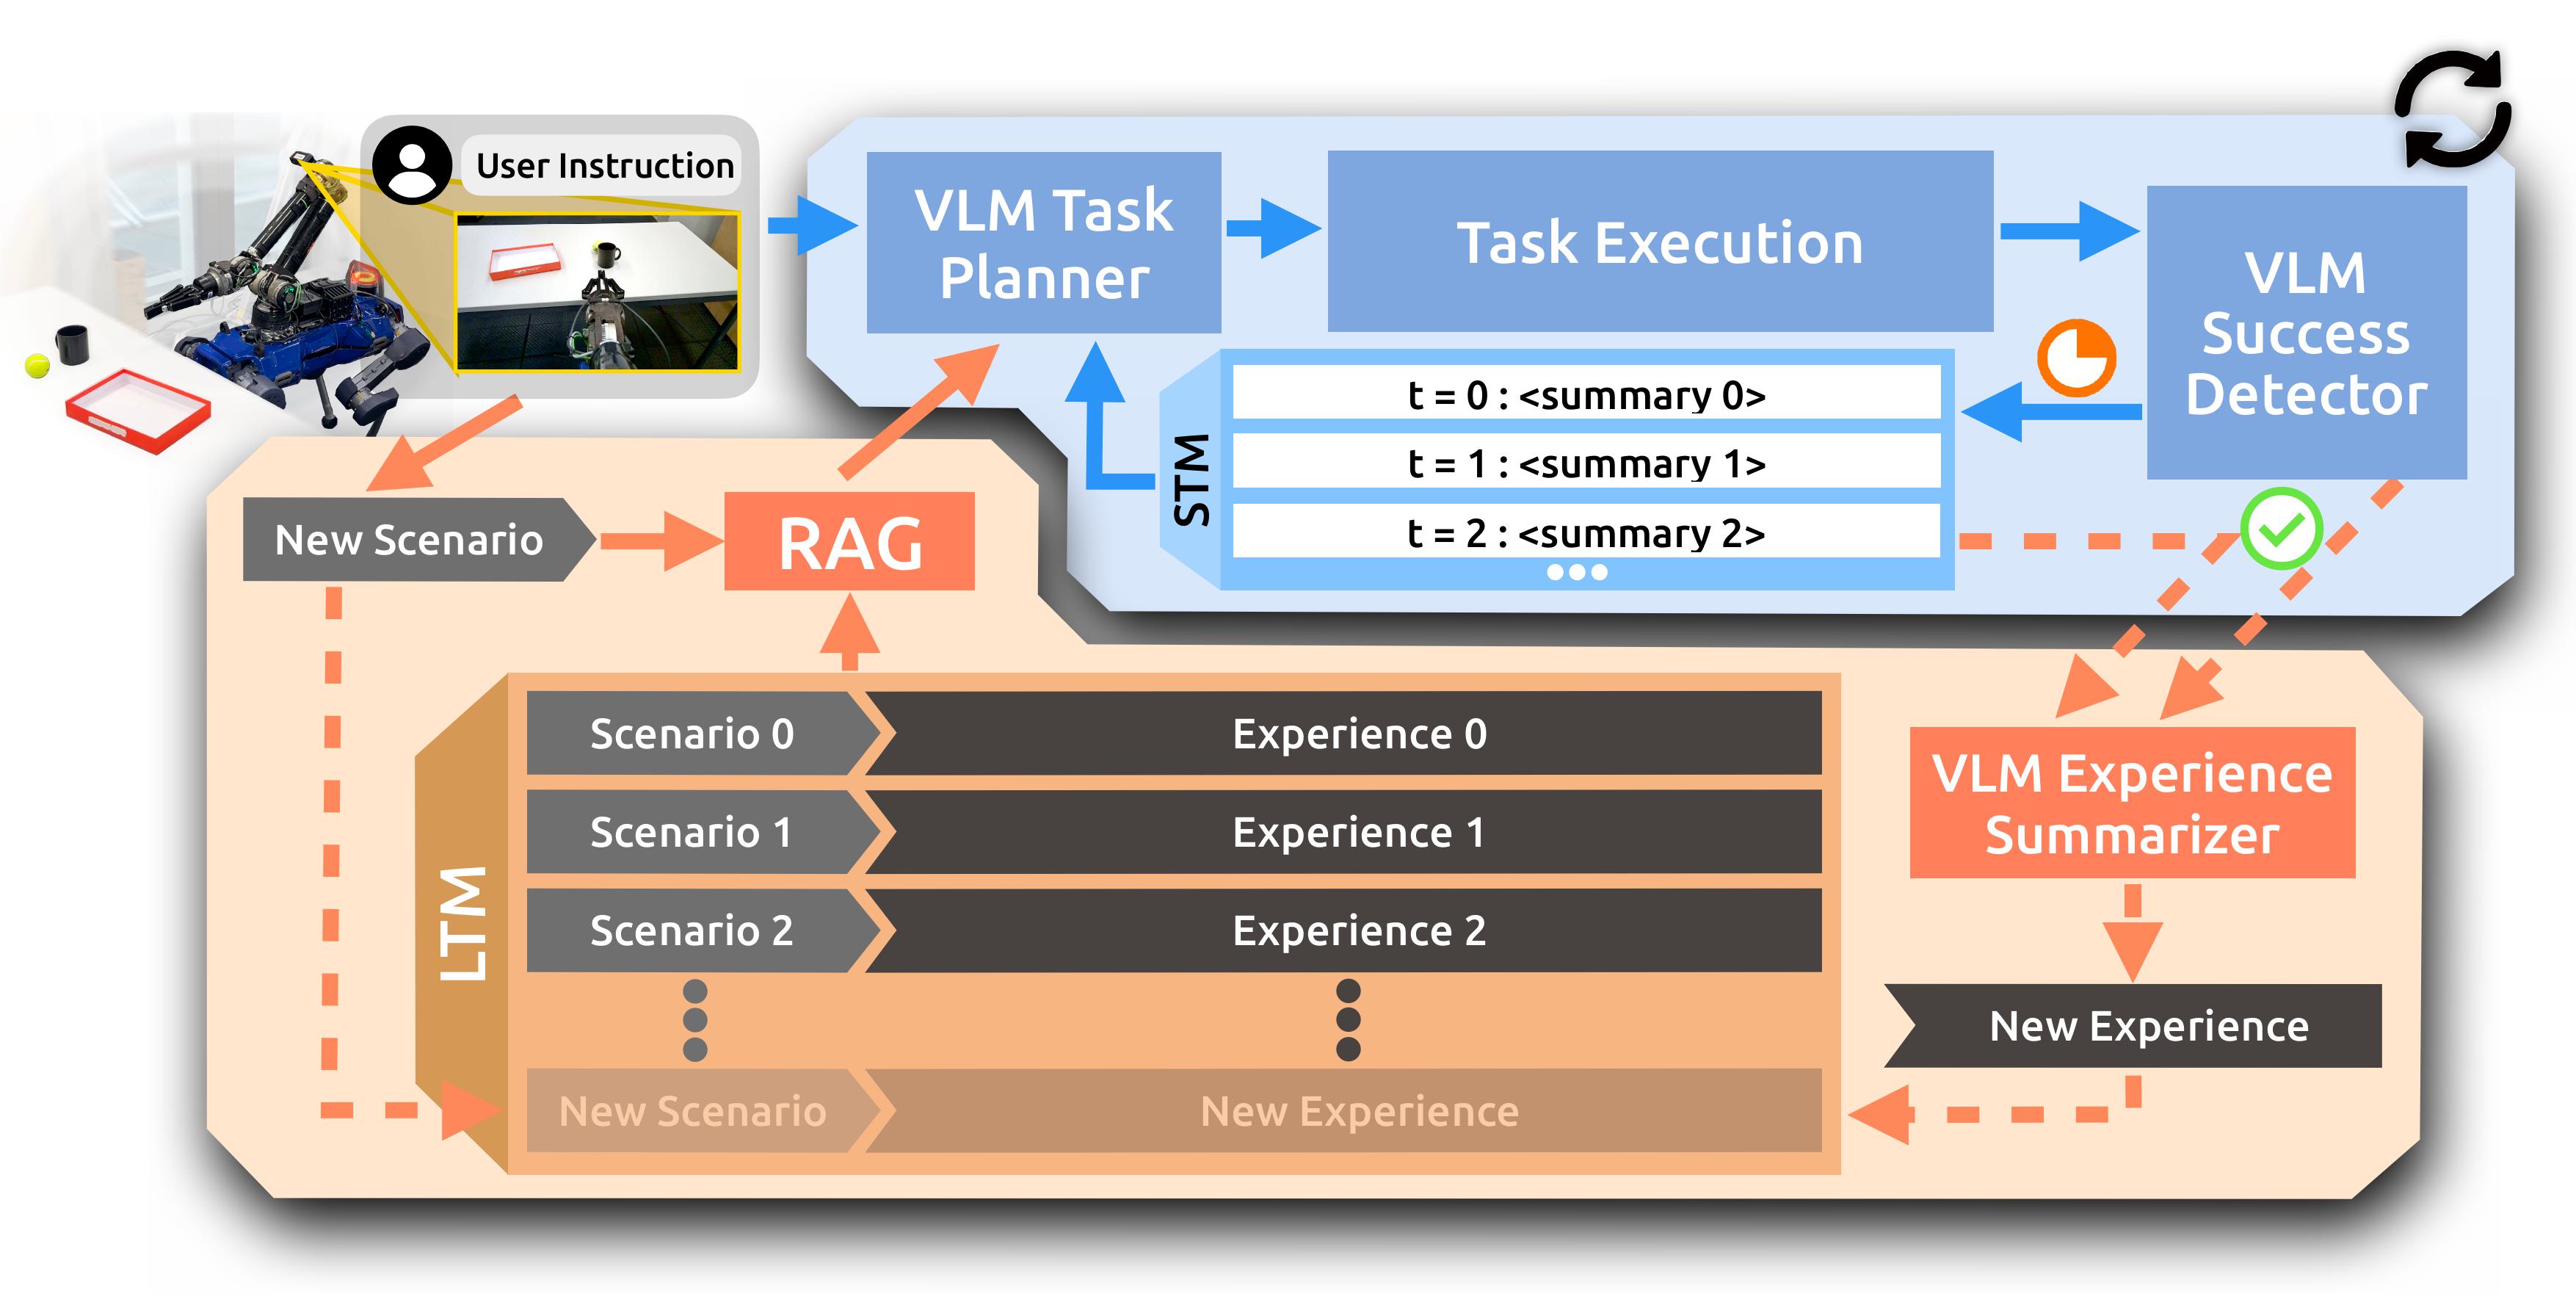 User Instruction
VLM Task
Planner
Task Execution
VLM
Success
Detector
STM
t = 0 : <summary 0>
t = 1 : <summary 1>
t = 2 : <summary 2>
New Scenario
RAG
LTM
Scenario 0
Experience 0
Scenario 1
Experience 1
Scenario 2
Experience 2
New Scenario
New Experience
VLM Experience
Summarizer
New Experience